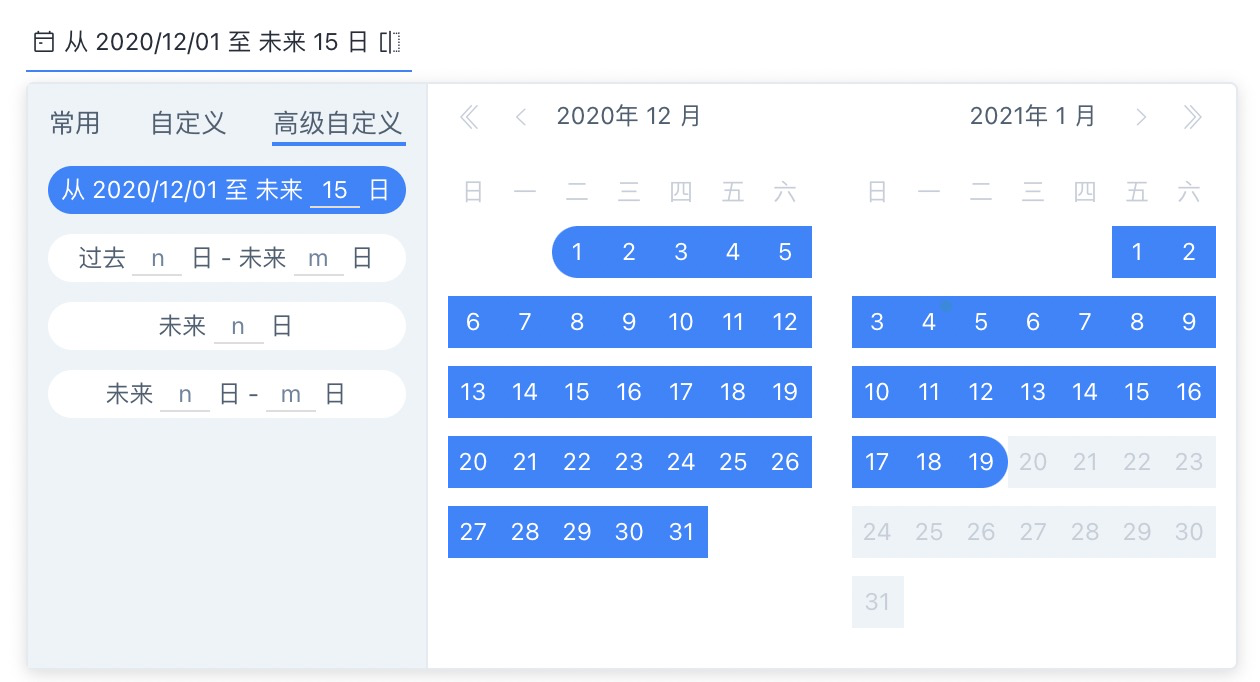 从 2020/12/01 至 未来 15 日
常用 自定义 高级自定义
从 2020/12/01 至 未来 15 日
过去 n 日 - 未来 m 日
未来 n 日
未来 n 日 - m 日
2020年 12 月
日 一 二 三 四 五 六
1 2 3 4 5
6 7 8 9 10 11 12
13 14 15 16 17 18 19
20 21 22 23 24 25 26
27 28 29 30 31
2021年 1 月
日 一 二 三 四 五 六
1 2
3 4 5 6 7 8 9
10 11 12 13 14 15 16
17 18 19 20 21 22 23
24 25 26 27 28 29 30
31